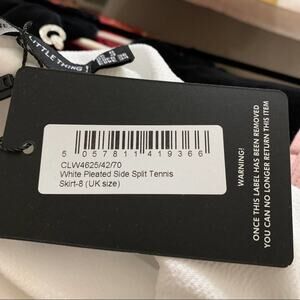 LITTLE THING
5 057811 419366
CLW4625/42/70
White Pleated Side Split Tennis
Skirt-8 (UK size)
WARNING!
ONCE THIS LABEL HAS BEEN REMOVED
YOU CAN NO LONGER RETURN THIS ITEM